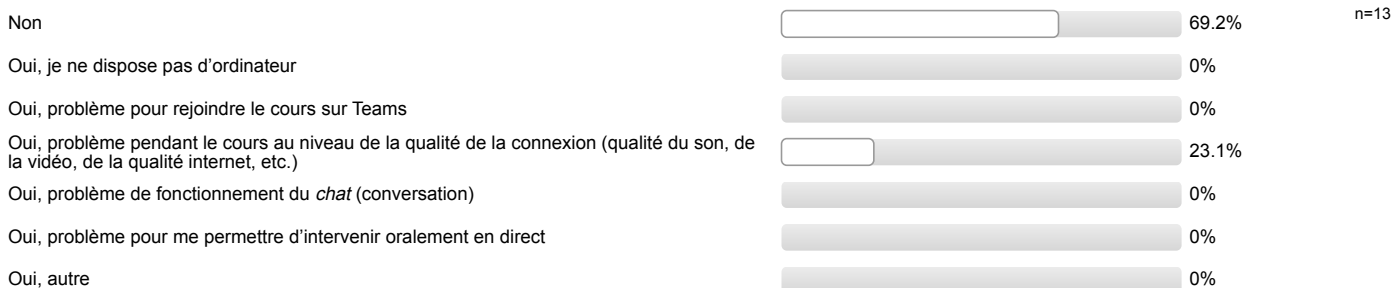 Non 69.2% n=13
Oui, je ne dispose pas d’ordinateur 0%
Oui, problème pour rejoindre le cours sur Teams 0%
Oui, problème pendant le cours au niveau de la qualité de la connexion (qualité du son, de
la vidéo, de la qualité internet, etc.) 23.1%
Oui, problème de fonctionnement du chat (conversation) 0%
Oui, problème pour me permettre d’intervenir oralement en direct 0%
Oui, autre 0%